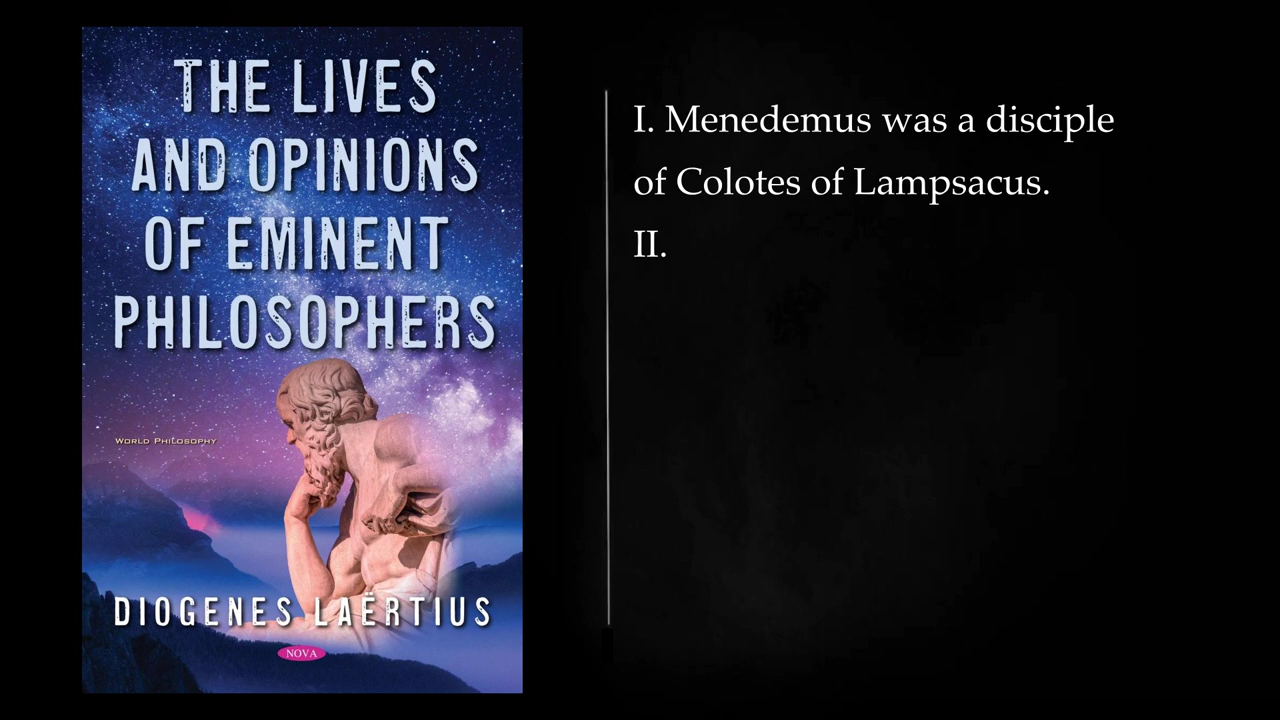 THE LIVES
AND OPINIONS
OF EMINENT
PHILOSOPHERS
WORLD PHILOSOPHY
DIOGENES LAËRTIUS
NOVA
I. Menedemus was a disciple
of Colotes of Lampsacus.
II.